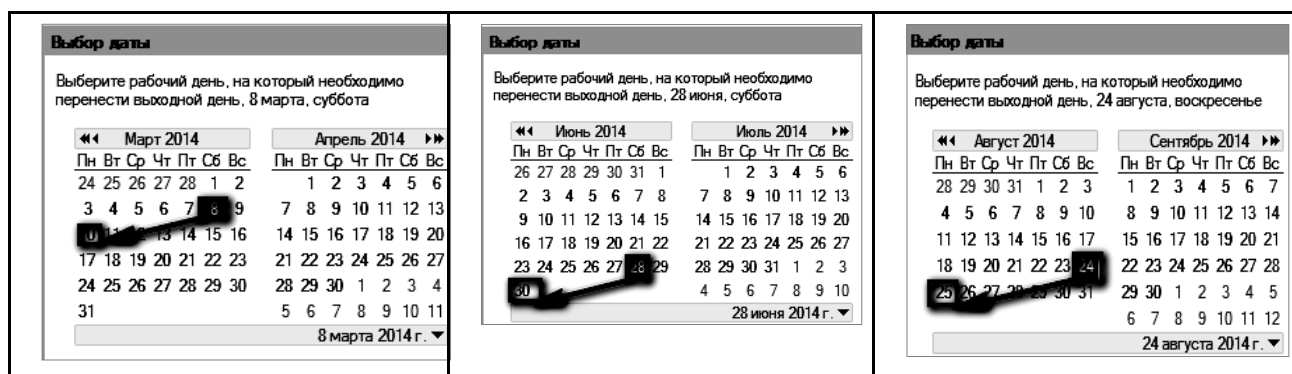 Выбор даты
Выберите рабочий день, на который необходимо
перенести выходной день, 8 марта, суббота
Март 2014 Апрель 2014
Пн Вт Ср Чт Пт Сб Вс Пн Вт Ср Чт Пт Сб Вс
24 25 26 27 28 1 2 1 2 3 4 5 6
3 4 5 6 7 8 9 7 8 9 10 11 12 13
10 11 13 14 15 16 14 15 16 17 18 19 20
17 18 19 20 21 22 23 21 22 23 24 25 26 27
24 25 26 27 28 29 30 28 29 30 1 2 3 4
31 5 6 7 8 9 10 11
8 марта 2014 г.
Выбор даты
Выберите рабочий день, на который необходимо
перенести выходной день, 28 июня, суббота
Июнь 2014 Июль 2014
Пн Вт Ср Чт Пт Сб Вс Пн Вт Ср Чт Пт Сб Вс
26 27 28 29 30 31 1 1 2 3 4 5 6
2 3 4 5 6 7 8 7 8 9 10 11 12 13
9 10 11 12 13 14 15 14 15 16 17 18 19 20
16 17 18 19 20 21 22 21 22 23 24 25 26 27
23 24 25 26 27 28 29 28 29 30 31 1 2 3
30 4 5 6 7 8 9 10
28 июня 2014 г.
Выбор даты
Выберите рабочий день, на который необходимо
перенести выходной день, 24 августа, воскресенье
Август 2014 Сентябрь 2014
Пн Вт Ср Чт Пт Сб Вс Пн Вт Ср Чт Пт Сб Вс
28 29 30 31 1 2 3 1 2 3 4 5 6 7
4 5 6 7 8 9 10 8 9 10 11 12 13 14
11 12 13 14 15 16 17 15 16 17 18 19 20 21
18 19 20 21 22 23 24 22 23 24 25 26 27 28
25 26 27 28 29 30 31 29 30 1 2 3 4 5
6 7 8 9 10 11 12
24 августа 2014 г.